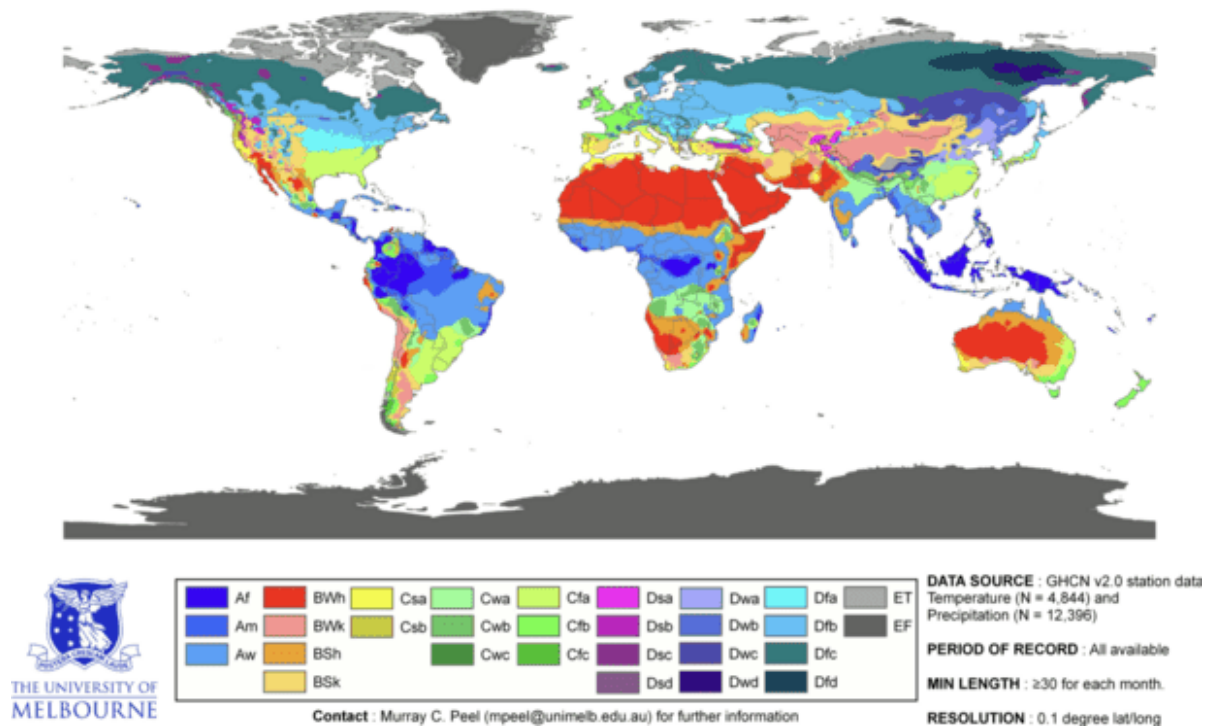 Af
BWh
Csa
Cwa
Cfa
Dsa
Dwa
Dfa
ET
Am
BWk
Csb
Cwb
Cfb
Dsb
Dwb
Dfb
EF
Aw
BSh
Cwc
Cfc
Dsc
Dwc
Dfc
BSk
Dsd
Dwd
Dfd
THE UNIVERSITY OF
MELBOURNE
Contact : Murray C. Peel (mpeel@unimelb.edu.au) for further information
DATA SOURCE : GHCN v2.0 station data
Temperature (N = 4,844) and
Precipitation (N = 12,396)
PERIOD OF RECORD : All available
MIN LENGTH : ≥30 for each month.
RESOLUTION : 0.1 degree lat/long